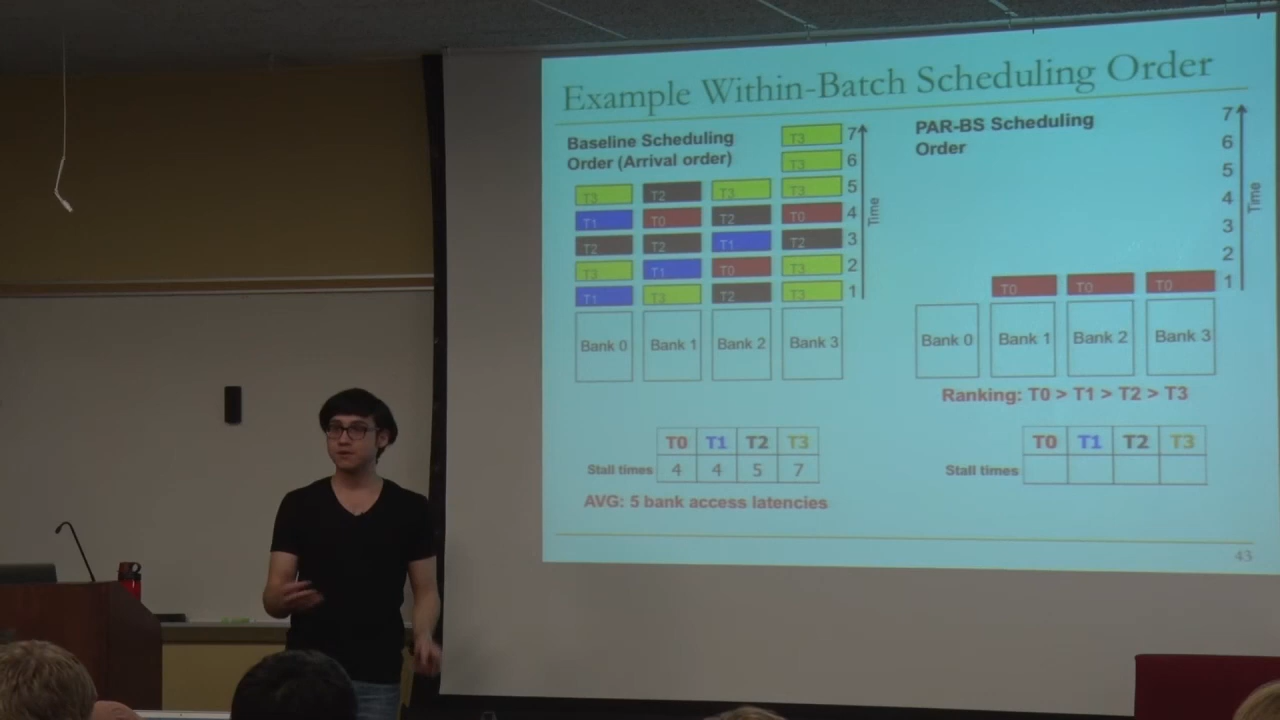 Example Within-Batch Scheduling Order
Baseline Scheduling
Order (Arrival order)
T3 7
T3 6
T3 T2 T3 T3 5
T1 T0 T2 T0 4
T2 T2 T1 T2 3
T3 T1 T0 T3 2
T1 T3 T2 T3 1
Time
Bank 0 Bank 1 Bank 2 Bank 3
T0 T1 T2 T3
Stall times 4 4 5 7
AVG: 5 bank access latencies
PAR-BS Scheduling
Order
7
6
5
4
3
2
T0 T0 T0 1
Time
Bank 0 Bank 1 Bank 2 Bank 3
Ranking: T0 > T1 > T2 > T3
T0 T1 T2 T3
Stall times
43